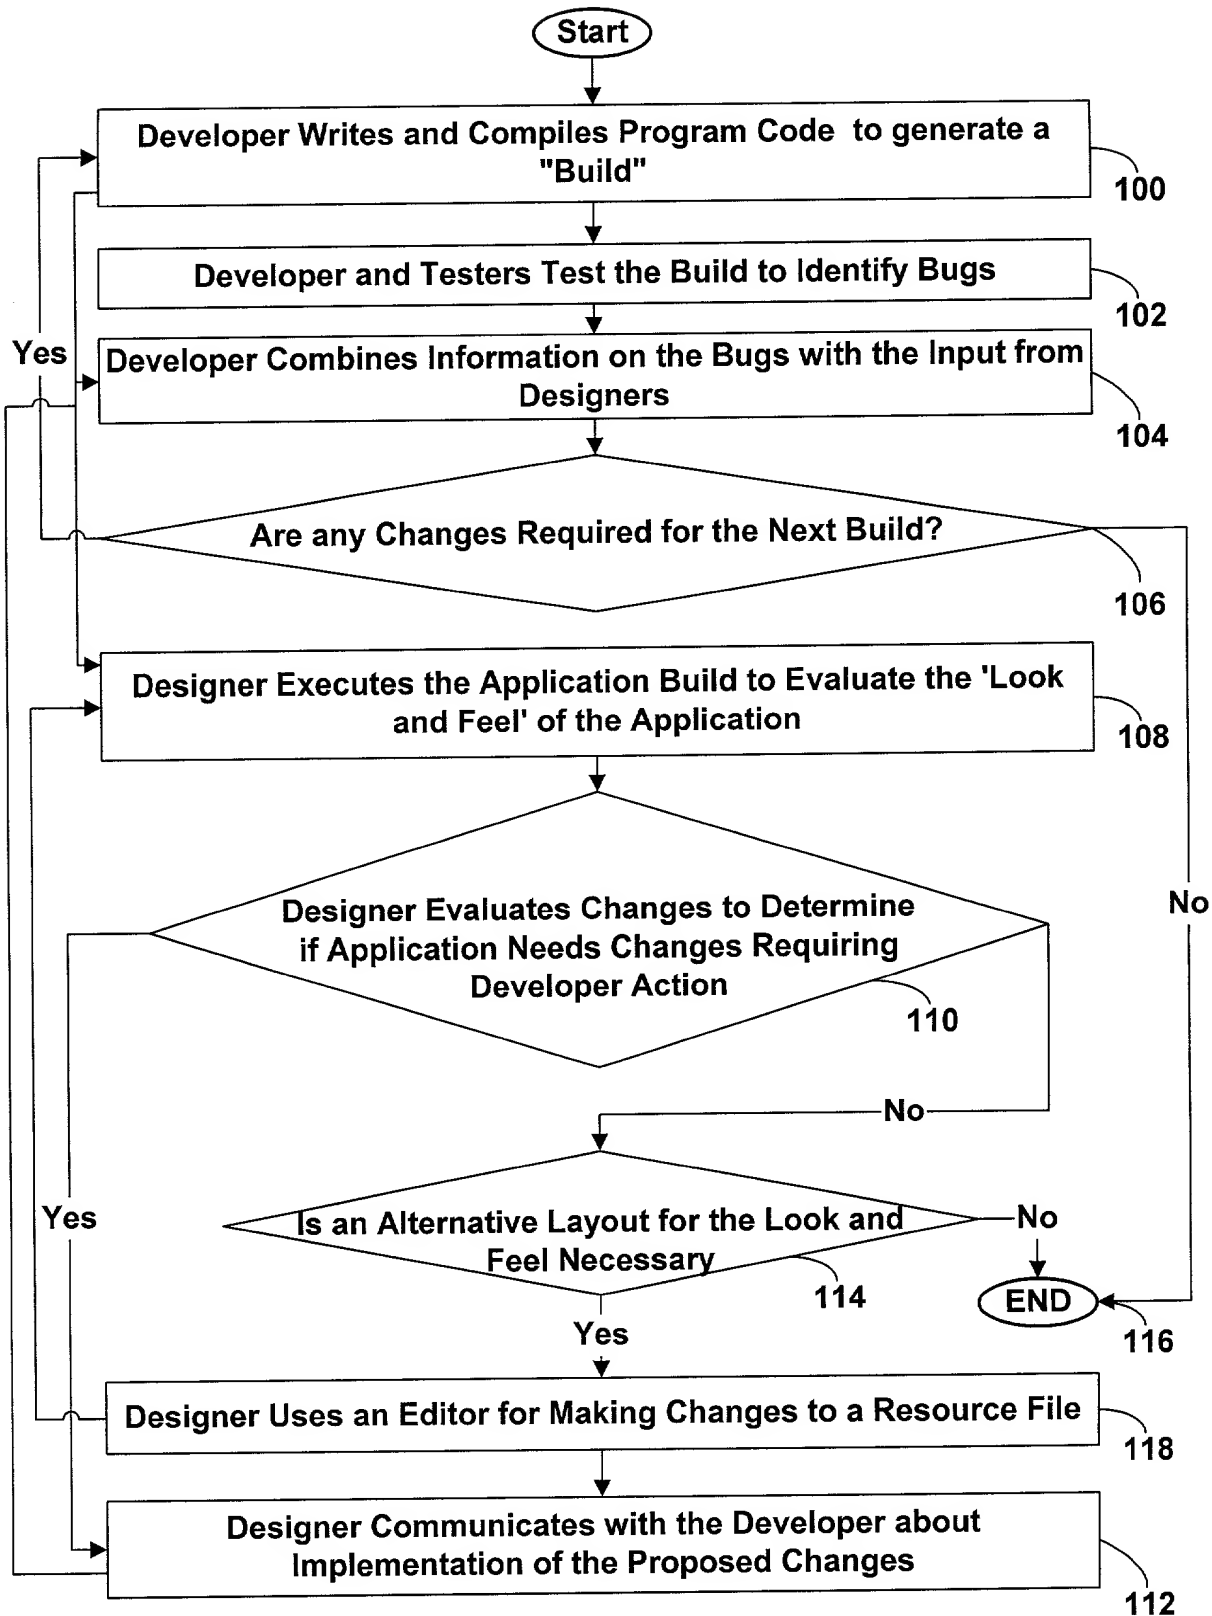 Start
Developer Writes and Compiles Program Code to generate a
"Build"
100
Developer and Testers Test the Build to Identify Bugs
102
Yes
Developer Combines Information on the Bugs with the Input from
Designers
104
Are any Changes Required for the Next Build?
106
Designer Executes the Application Build to Evaluate the 'Look
and Feel' of the Application
108
No
Designer Evaluates Changes to Determine
if Application Needs Changes Requiring
Developer Action
110
No
Yes
Is an Alternative Layout for the Look and
Feel Necessary
114
No
END
116
Yes
Designer Uses an Editor for Making Changes to a Resource File
118
Designer Communicates with the Developer about
Implementation of the Proposed Changes
112